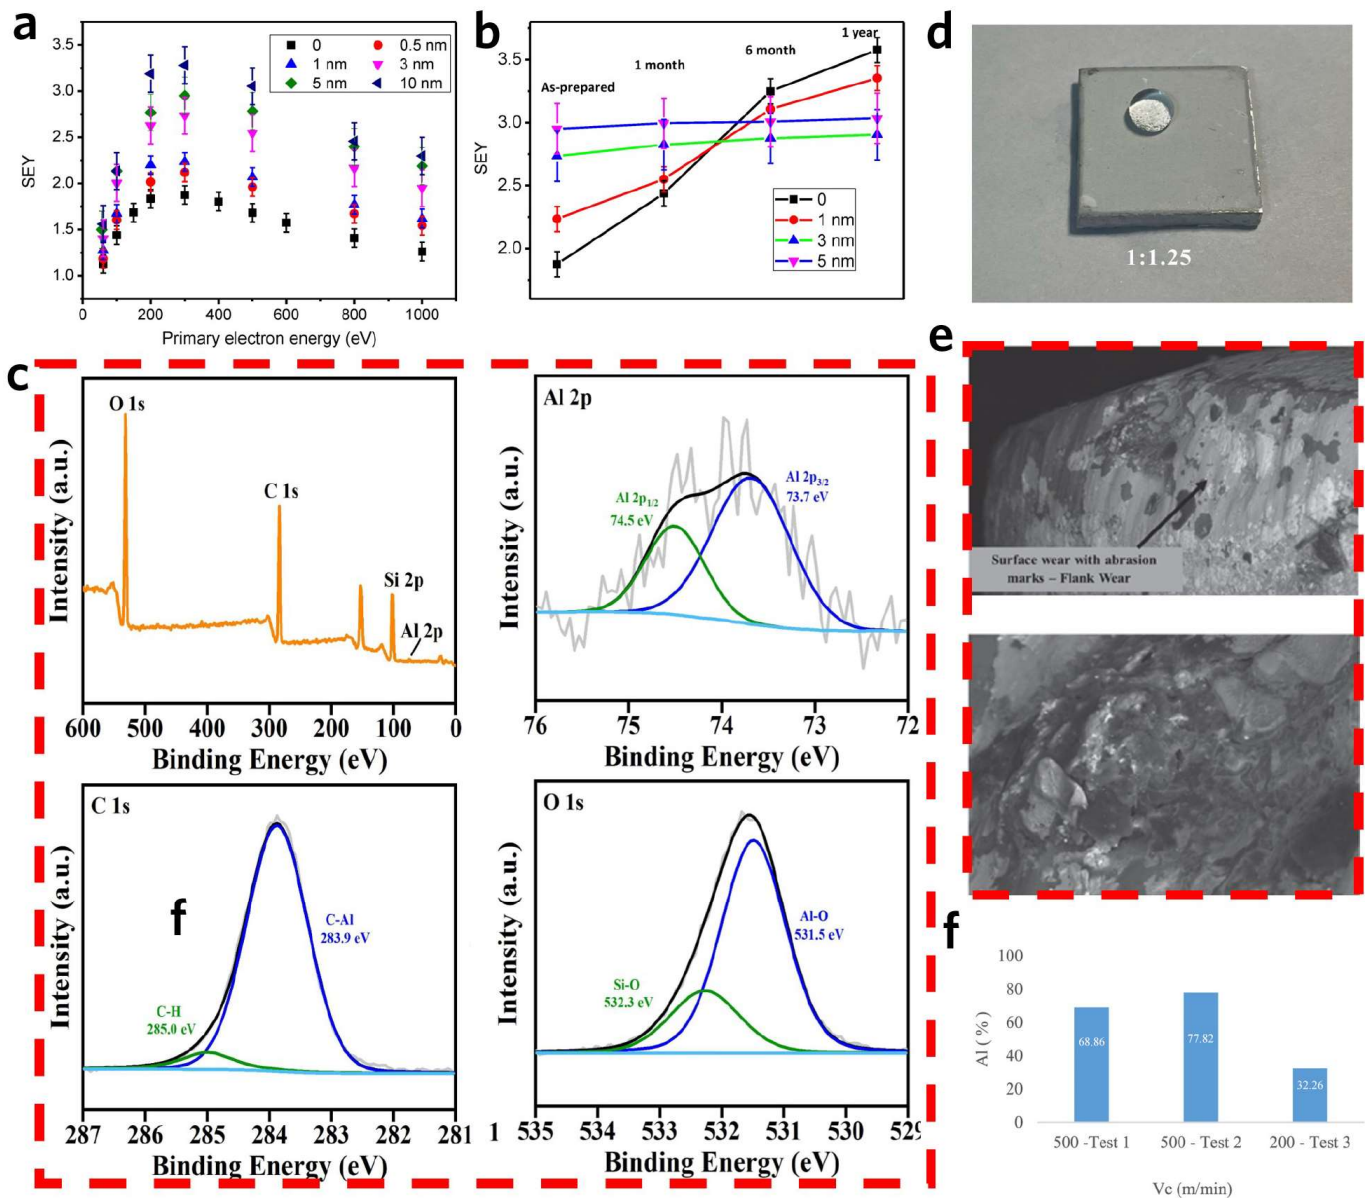 a
3.5
3.0
2.5
2.0
1.5
1.0
SEY
0
0.5 nm
1 nm
3 nm
5 nm
10 nm
0
200
400
600
800
1000
Primary electron energy (eV)
b
3.5
3.0
2.5
2.0
SEY
As-prepared
1 month
6 month
1 year
0
1 nm
3 nm
5 nm
d
1:1.25
c
O 1s
C 1s
Si 2p
Al 2p
Intensity (a.u.)
600
500
400
300
200
100
0
Binding Energy (eV)
Al 2p
Al 2p1/2
74.5 eV
Al 2p3/2
73.7 eV
Intensity (a.u.)
76
75
74
73
72
Binding Energy (eV)
C 1s
f
C-Al
283.9 eV
C-H
285.0 eV
Intensity (a.u.)
287
286
285
284
283
282
281
Binding Energy (eV)
O 1s
Al-O
531.5 eV
Si-O
532.3 eV
Intensity (a.u.)
1
535
534
533
532
531
530
529
Binding Energy (eV)
e
Surface wear with abrasion
marks – Flank Wear
f
100
80
60
40
20
0
Al ( % )
68.86
77.82
32.26
500 - Test 1
500 - Test 2
200 - Test 3
Vc (m/min)